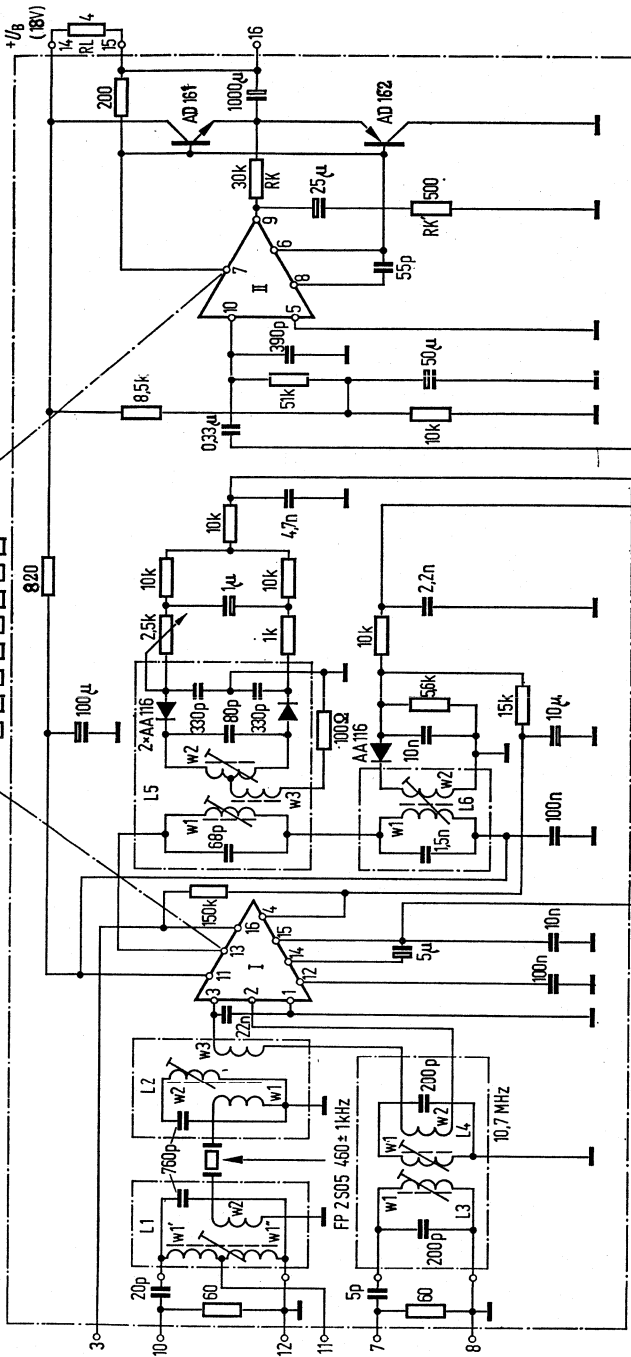 +U_B
(18V)
14
4
RL
15
16
200
AD 161
1000µ
AD 162
30k
RK
25µ
500
RK'
9
7
6
8
II
55p
10
5
390p
8,5k
51k
50µ
0,33µ
10k
820
10k
4,7n
10k
1µ
10k
2,5k
1k
10k
2,2n
100µ
2*AA116
330p
80p
330p
100Ω
AA116
10n
5,6k
15k
10µ
L5
w2
w1
w3
68p
L6
w1
w2
1,5n
100n
150k
16
13
11
4
15
14
12
I
5µ
10n
100n
3
2
1
22n
w3
L2
w2
w1
760p
FP 2 S05 460 ± 1kHz
L1
w1'
w1"
w2
20p
60
200p
w2
L4
w1
w1
L3
200p
10,7 MHz
5p
60
3
10
12
11
7
8